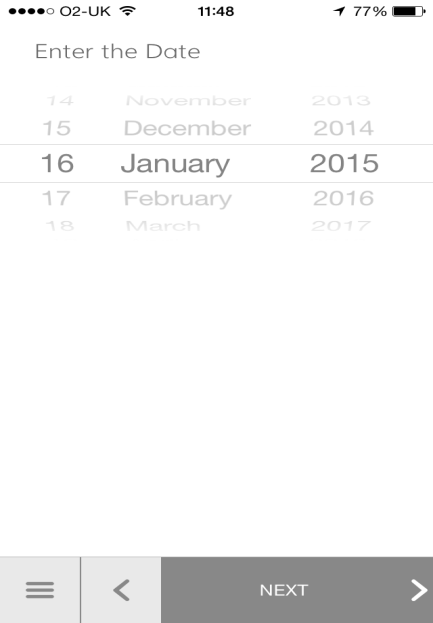 O2-UK 11:48 77%
Enter the Date
14 November 2013
15 December 2014
16 January 2015
17 February 2016
18 March 2017
NEXT